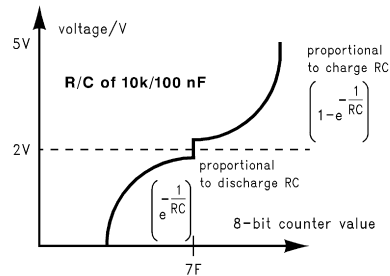 voltage/V
5V
R/C of 10k/100 nF
proportional
to charge RC
(1-e^-1/RC)
2V
proportional
to discharge RC
(e^-1/RC)
8-bit counter value
7F